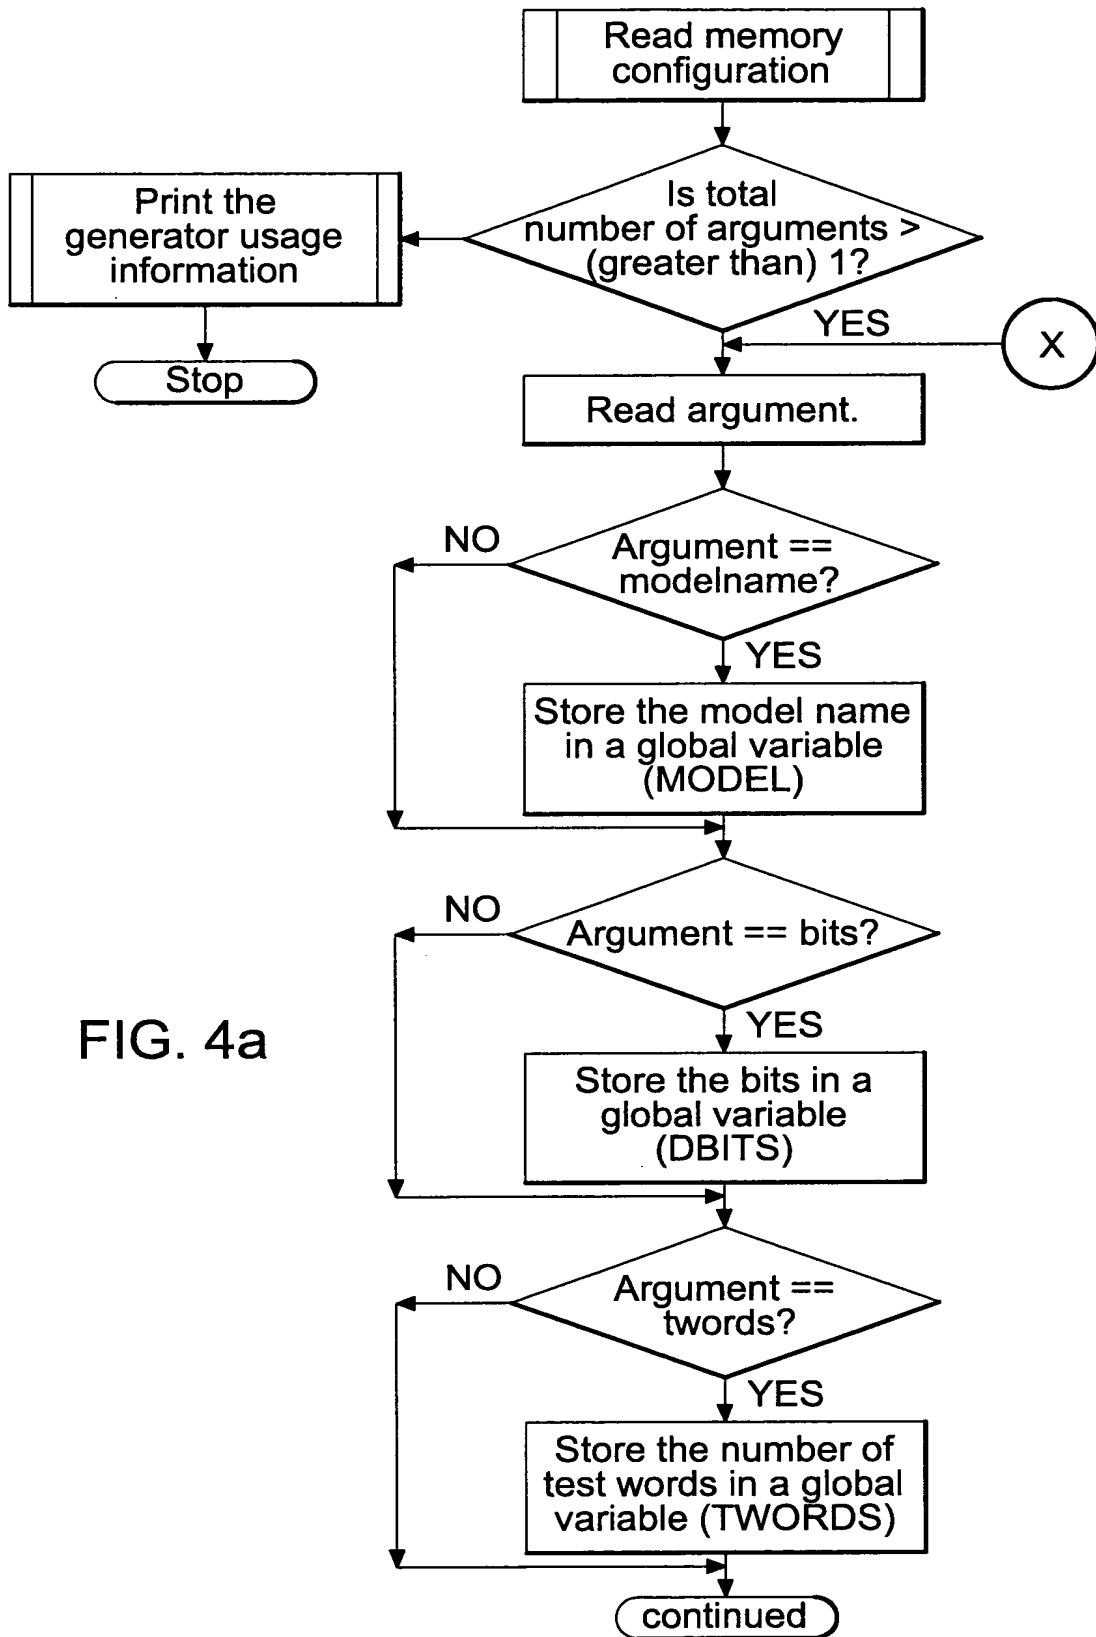 Read memory
configuration
Is total
number of arguments >
(greater than) 1?
Print the
generator usage
information
Stop
YES
X
Read argument.
NO
Argument ==
modelname?
YES
Store the model name
in a global variable
(MODEL)
NO
Argument == bits?
YES
Store the bits in a
global variable
(DBITS)
FIG. 4a
NO
Argument ==
twords?
YES
Store the number of
test words in a global
variable (TWORDS)
continued